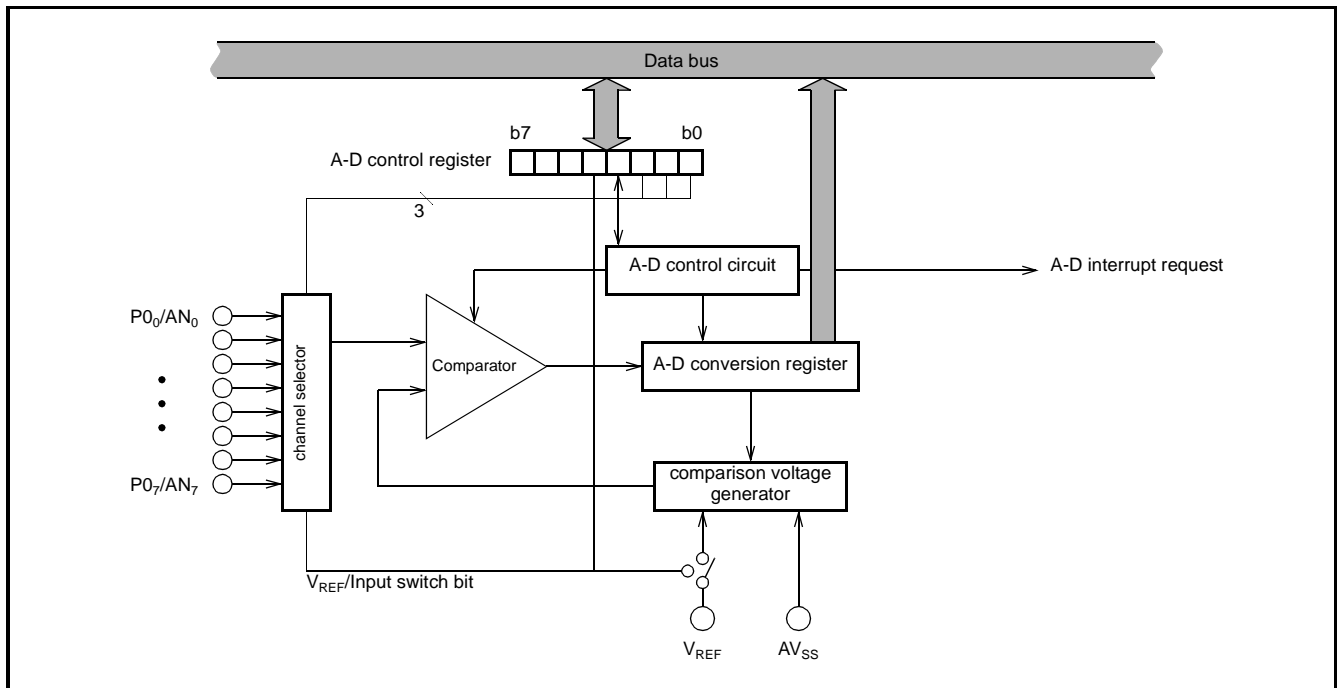 Data bus
b7 b0
A-D control register
3
A-D control circuit
A-D interrupt request
P0₀/AN₀
channel selector
Comparator
A-D conversion register
P0₇/AN₇
comparison voltage
generator
V_REF/Input switch bit
V_REF
AV_SS